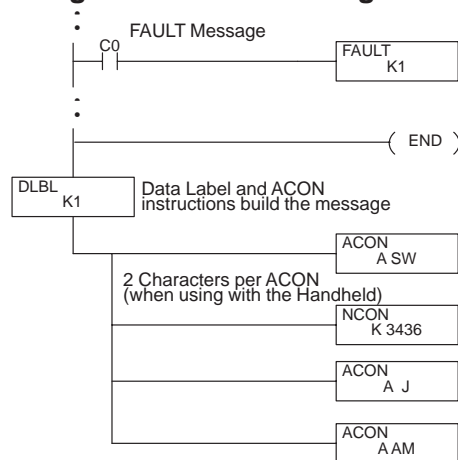 FAULT Message
C0
FAULT
K1
( END )
DLBL
K1
Data Label and ACON
instructions build the message
ACON
A SW
2 Characters per ACON
(when using with the Handheld)
NCON
K 3436
ACON
A J
ACON
A AM